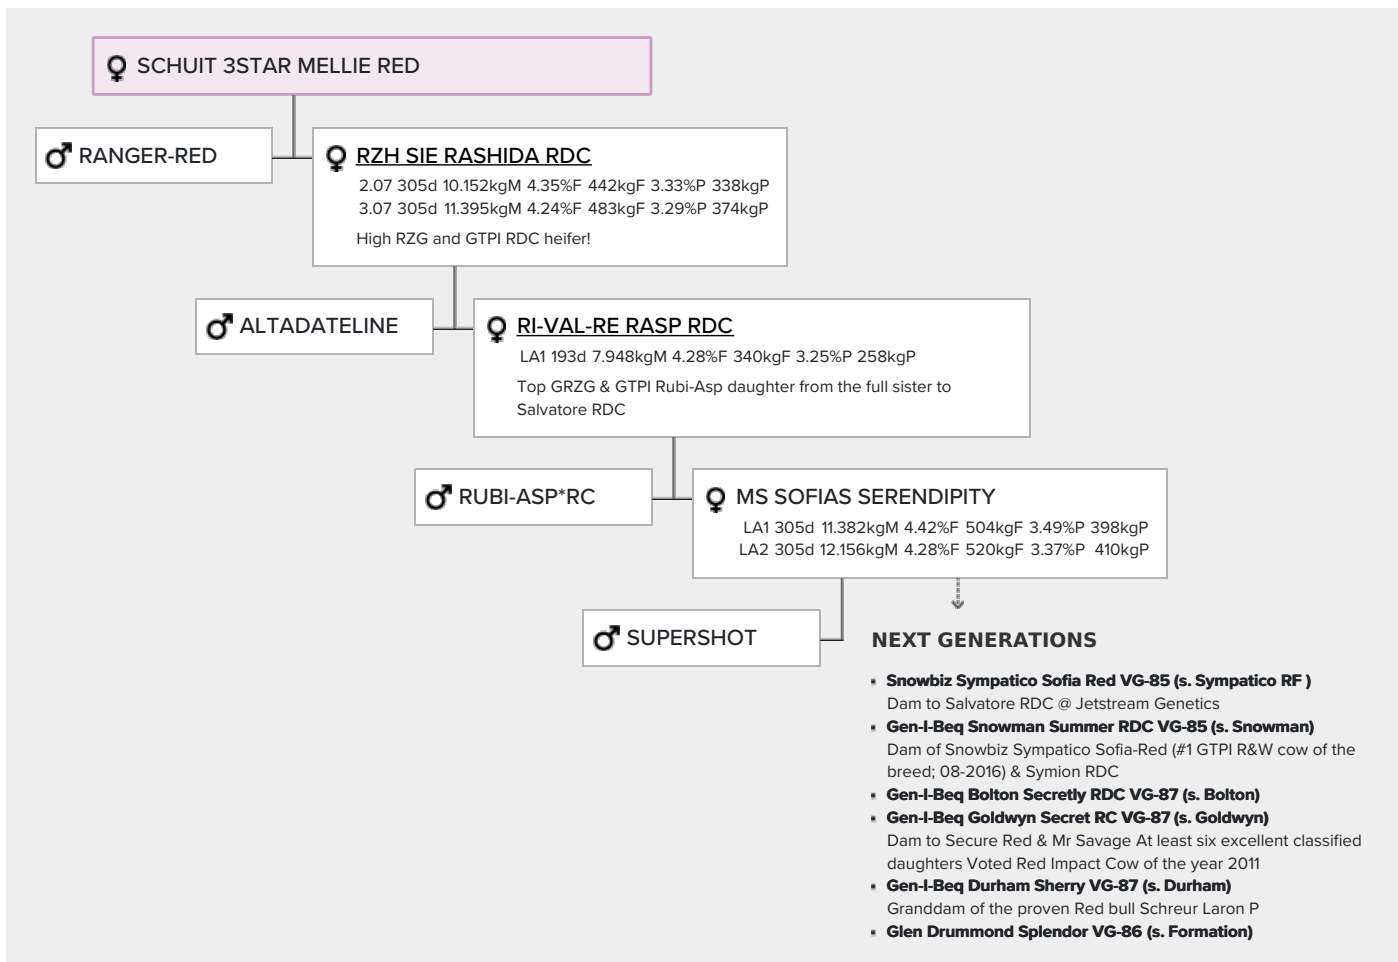 SCHUIT 3STAR MELLIE RED
RANGER-RED
RZH SIE RASHIDA RDC
2.07 305d 10.152kgM 4.35%F 442kgF 3.33%P 338kgP
3.07 305d 11.395kgM 4.24%F 483kgF 3.29%P 374kgP
High RZG and GTPI RDC heifer!
ALTADATELINE
RI-VAL-RE RASP RDC
LA1 193d 7.948kgM 4.28%F 340kgF 3.25%P 258kgP
Top GRZG & GTPI Rubi-Asp daughter from the full sister to
Salvatore RDC
RUBI-ASP*RC
MS SOFIAS SERENDIPITY
LA1 305d 11.382kgM 4.42%F 504kgF 3.49%P 398kgP
LA2 305d 12.156kgM 4.28%F 520kgF 3.37%P 410kgP
SUPERSHOT
NEXT GENERATIONS
▪ Snowbiz Sympatico Sofia Red VG-85 (s. Sympatico RF )
Dam to Salvatore RDC @ Jetstream Genetics
▪ Gen-I-Beq Snowman Summer RDC VG-85 (s. Snowman)
Dam of Snowbiz Sympatico Sofia-Red (#1 GTPI R&W cow of the
breed; 08-2016) & Symion RDC
▪ Gen-I-Beq Bolton Secretly RDC VG-87 (s. Bolton)
▪ Gen-I-Beq Goldwyn Secret RC VG-87 (s. Goldwyn)
Dam to Secure Red & Mr Savage At least six excellent classified
daughters Voted Red Impact Cow of the year 2011
▪ Gen-I-Beq Durham Sherry VG-87 (s. Durham)
Granddam of the proven Red bull Schreur Laron P
▪ Glen Drummond Splendor VG-86 (s. Formation)